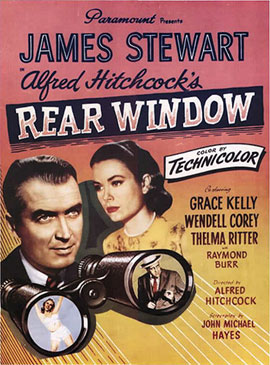 Paramount Presents
JAMES STEWART
IN
Alfred Hitchcock's
REAR WINDOW
COLOR BY
TECHNICOLOR
Co-starring
GRACE KELLY
WENDELL COREY
THELMA RITTER
with
RAYMOND
BURR
Directed by
ALFRED
HITCHCOCK
Screenplay by
JOHN MICHAEL
HAYES